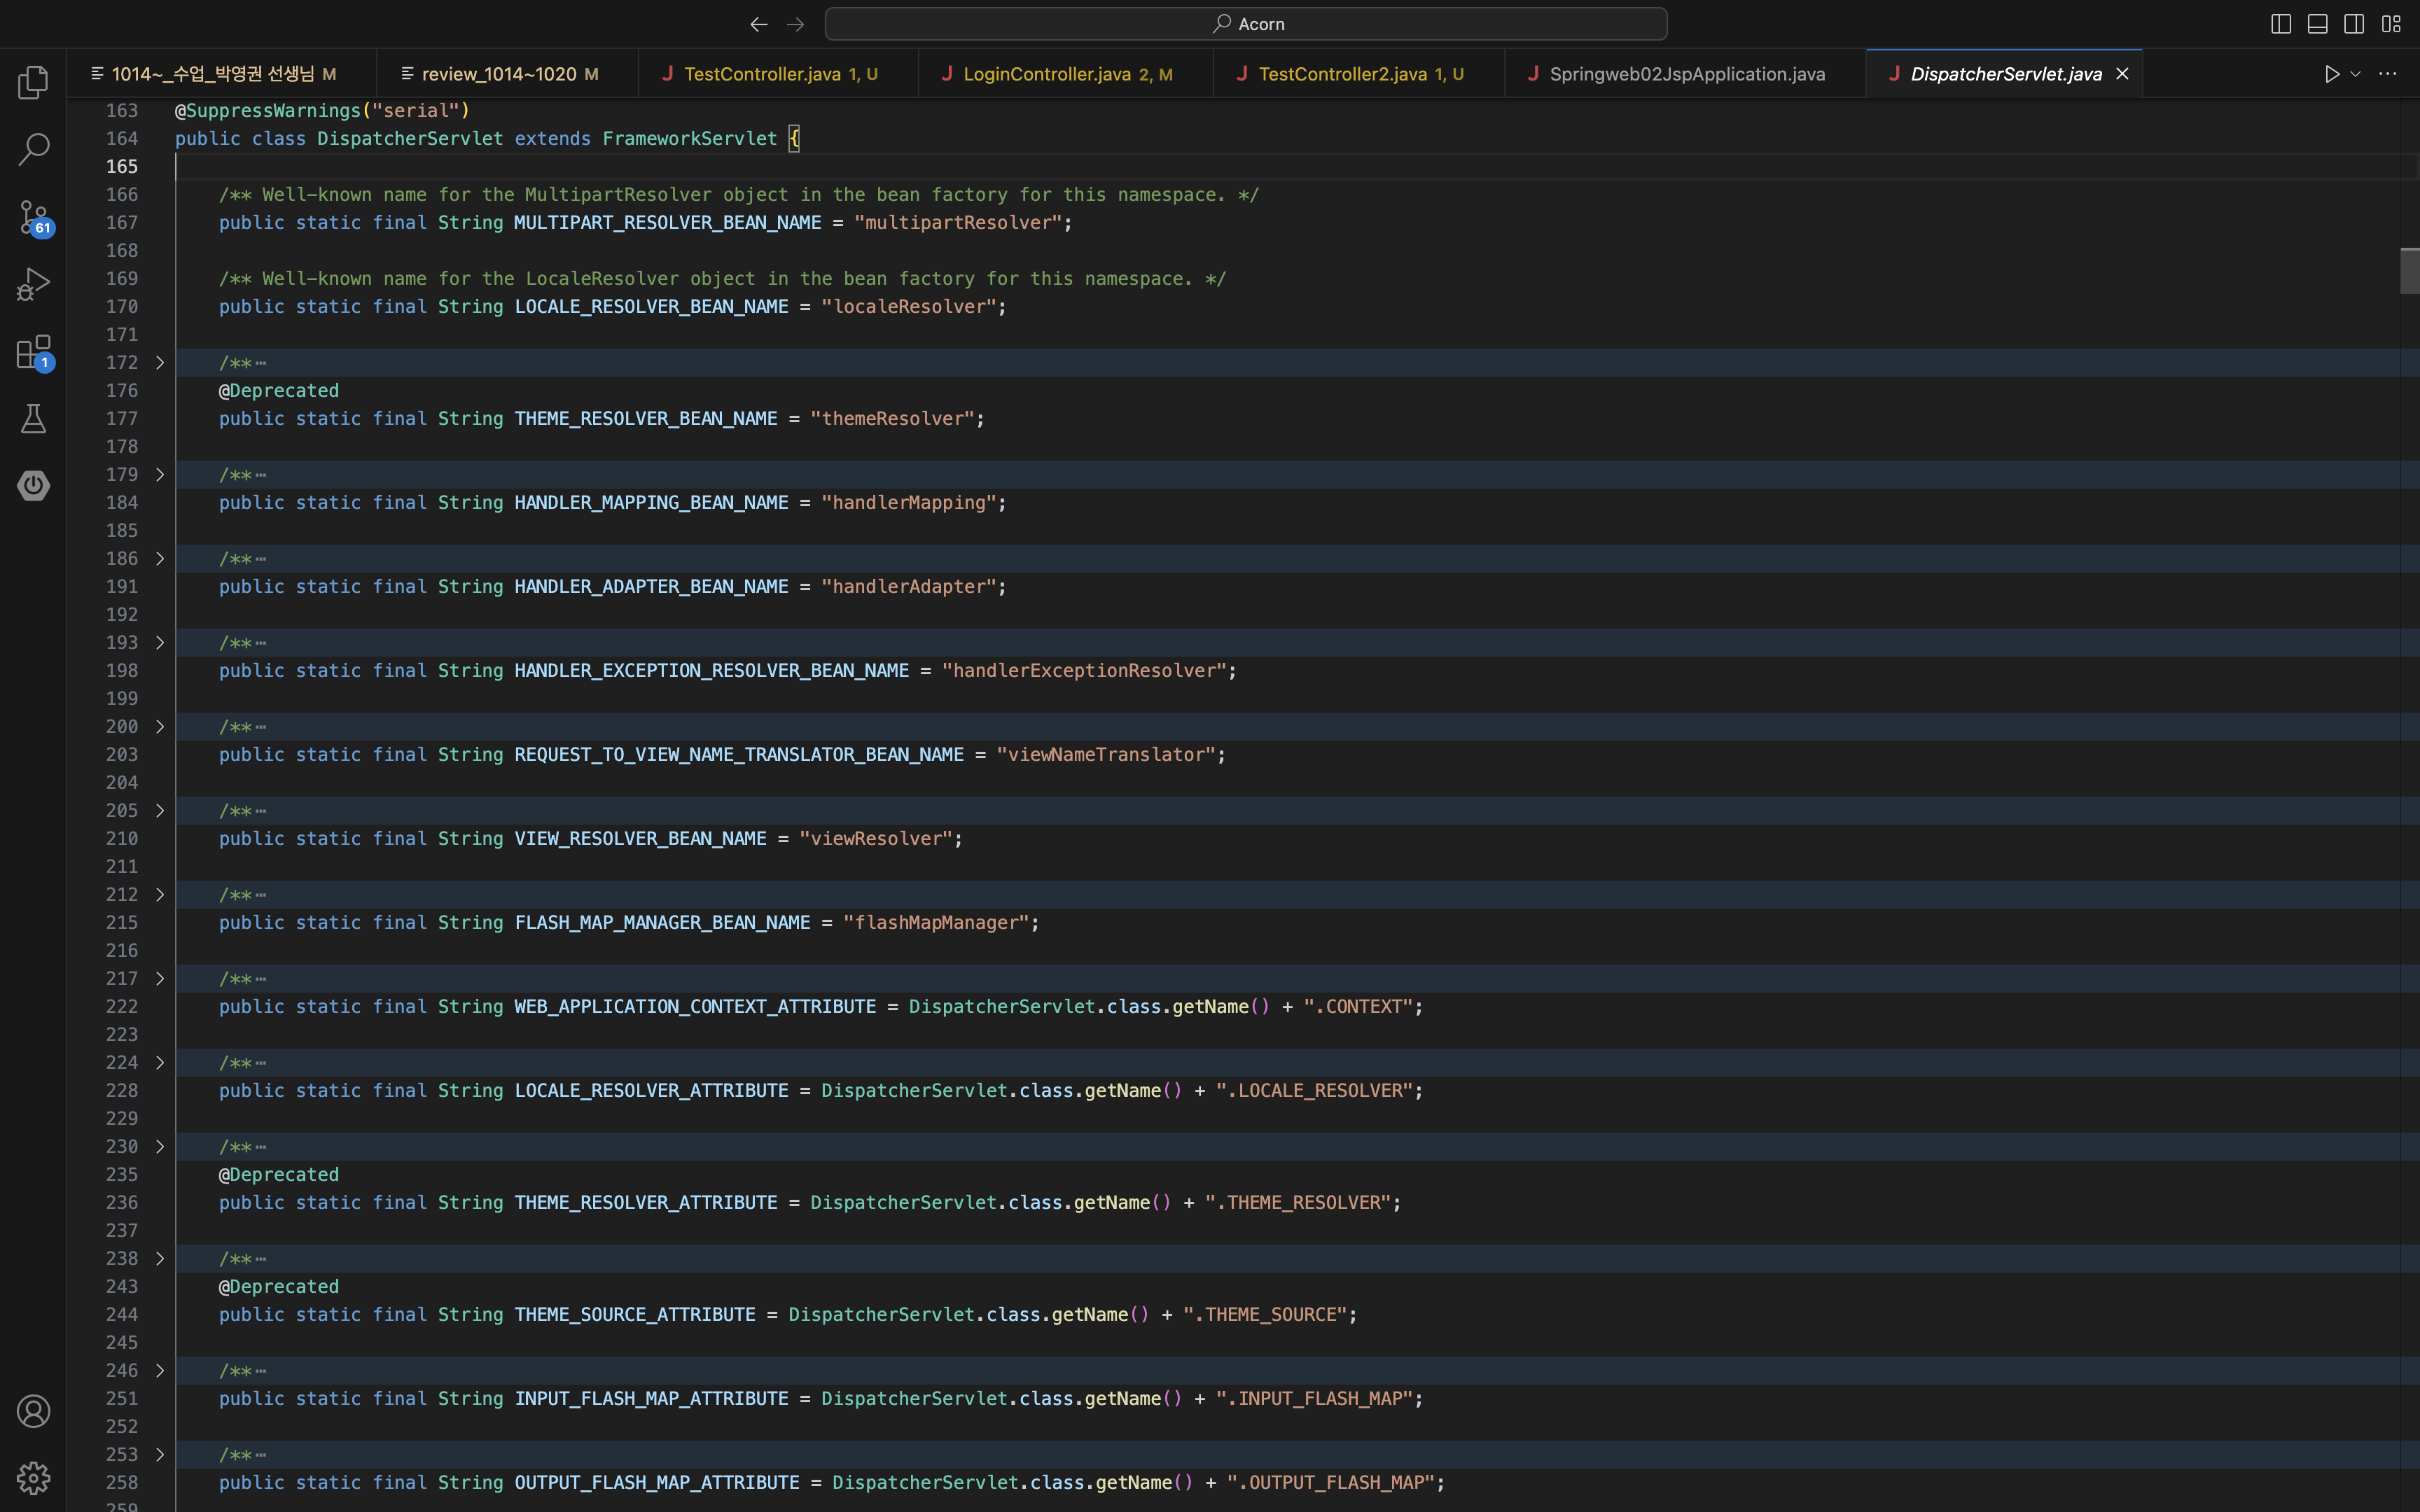 Acorn
1014~_수업_박영권 선생님 M
review_1014~1020 M
TestController.java 1, U
LoginController.java 2, M
TestController2.java 1, U
Springweb02JspApplication.java
DispatcherServlet.java
61
1
163 @SuppressWarnings("serial")
164 public class DispatcherServlet extends FrameworkServlet {
165
166 /** Well-known name for the MultipartResolver object in the bean factory for this namespace. */
167 public static final String MULTIPART_RESOLVER_BEAN_NAME = "multipartResolver";
168
169 /** Well-known name for the LocaleResolver object in the bean factory for this namespace. */
170 public static final String LOCALE_RESOLVER_BEAN_NAME = "localeResolver";
171
172 /**…
176 @Deprecated
177 public static final String THEME_RESOLVER_BEAN_NAME = "themeResolver";
178
179 /**…
184 public static final String HANDLER_MAPPING_BEAN_NAME = "handlerMapping";
185
186 /**…
191 public static final String HANDLER_ADAPTER_BEAN_NAME = "handlerAdapter";
192
193 /**…
198 public static final String HANDLER_EXCEPTION_RESOLVER_BEAN_NAME = "handlerExceptionResolver";
199
200 /**…
203 public static final String REQUEST_TO_VIEW_NAME_TRANSLATOR_BEAN_NAME = "viewNameTranslator";
204
205 /**…
210 public static final String VIEW_RESOLVER_BEAN_NAME = "viewResolver";
211
212 /**…
215 public static final String FLASH_MAP_MANAGER_BEAN_NAME = "flashMapManager";
216
217 /**…
222 public static final String WEB_APPLICATION_CONTEXT_ATTRIBUTE = DispatcherServlet.class.getName() + ".CONTEXT";
223
224 /**…
228 public static final String LOCALE_RESOLVER_ATTRIBUTE = DispatcherServlet.class.getName() + ".LOCALE_RESOLVER";
229
230 /**…
235 @Deprecated
236 public static final String THEME_RESOLVER_ATTRIBUTE = DispatcherServlet.class.getName() + ".THEME_RESOLVER";
237
238 /**…
243 @Deprecated
244 public static final String THEME_SOURCE_ATTRIBUTE = DispatcherServlet.class.getName() + ".THEME_SOURCE";
245
246 /**…
251 public static final String INPUT_FLASH_MAP_ATTRIBUTE = DispatcherServlet.class.getName() + ".INPUT_FLASH_MAP";
252
253 /**…
258 public static final String OUTPUT_FLASH_MAP_ATTRIBUTE = DispatcherServlet.class.getName() + ".OUTPUT_FLASH_MAP";
259